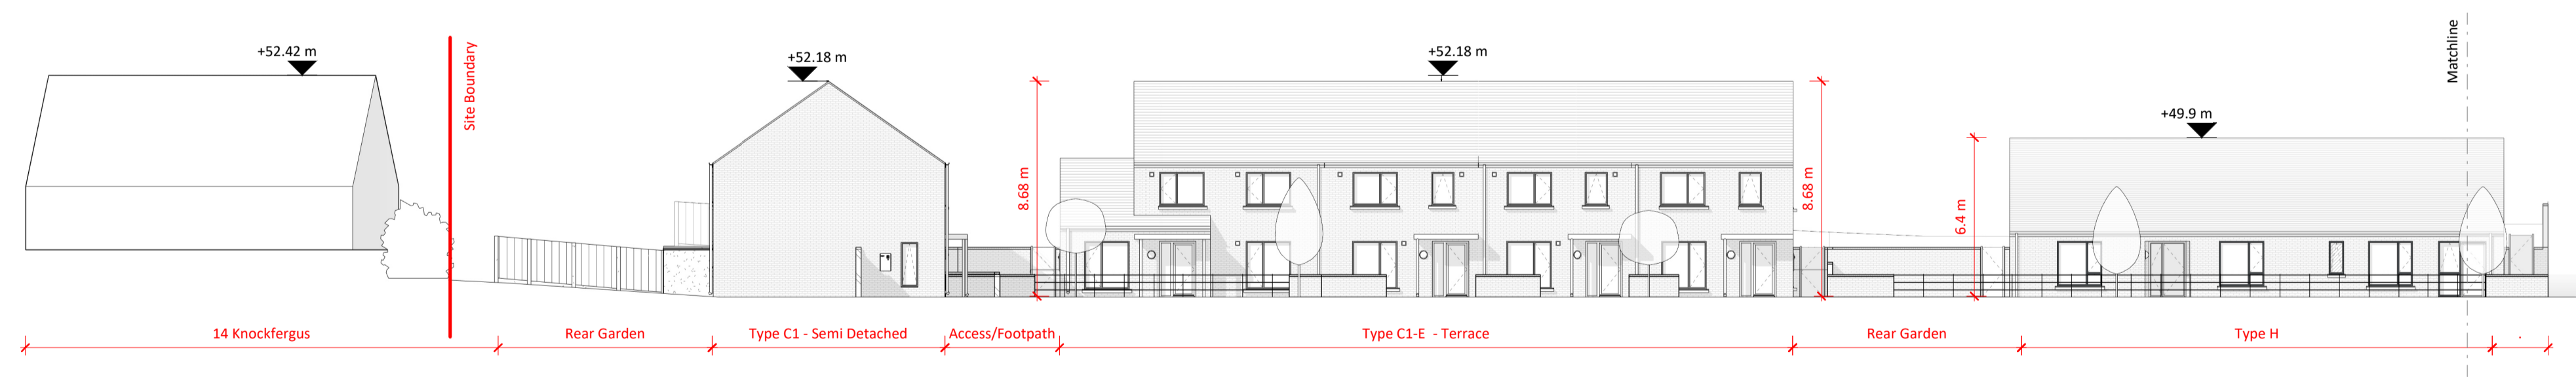 +52.42 m
Site Boundary
+52.18 m
+52.18 m
+49.9 m
Matchline
8.68 m
8.68 m
6.4 m
14 Knockfergus
Rear Garden
Type C1 - Semi Detached
Access/Footpath
Type C1-E - Terrace
Rear Garden
Type H
.